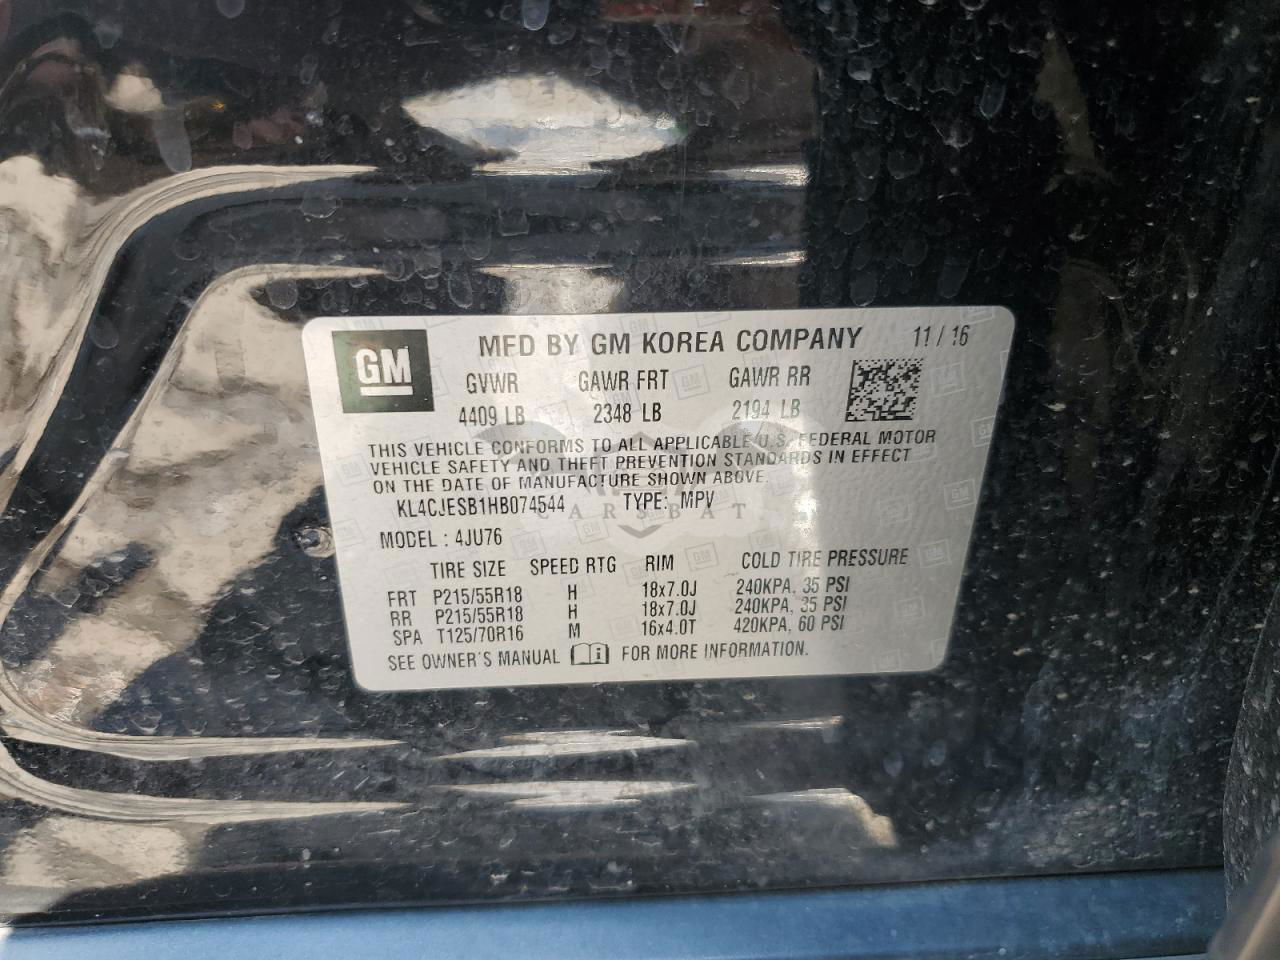 GM
MFD BY GM KOREA COMPANY 11 / 16
GVWR GAWR FRT GAWR RR
4409 LB 2348 LB 2194 LB
THIS VEHICLE CONFORMS TO ALL APPLICABLE U.S. FEDERAL MOTOR
VEHICLE SAFETY AND THEFT PREVENTION STANDARDS IN EFFECT
ON THE DATE OF MANUFACTURE SHOWN ABOVE.
KL4CJESB1HB074544 TYPE: MPV
CARSBAT
MODEL : 4JU76
TIRE SIZE SPEED RTG RIM COLD TIRE PRESSURE
FRT P215/55R18 H 18x7.0J 240KPA, 35 PSI
RR P215/55R18 H 18x7.0J 240KPA, 35 PSI
SPA T125/70R16 M 16x4.0T 420KPA, 60 PSI
SEE OWNER'S MANUAL FOR MORE INFORMATION.